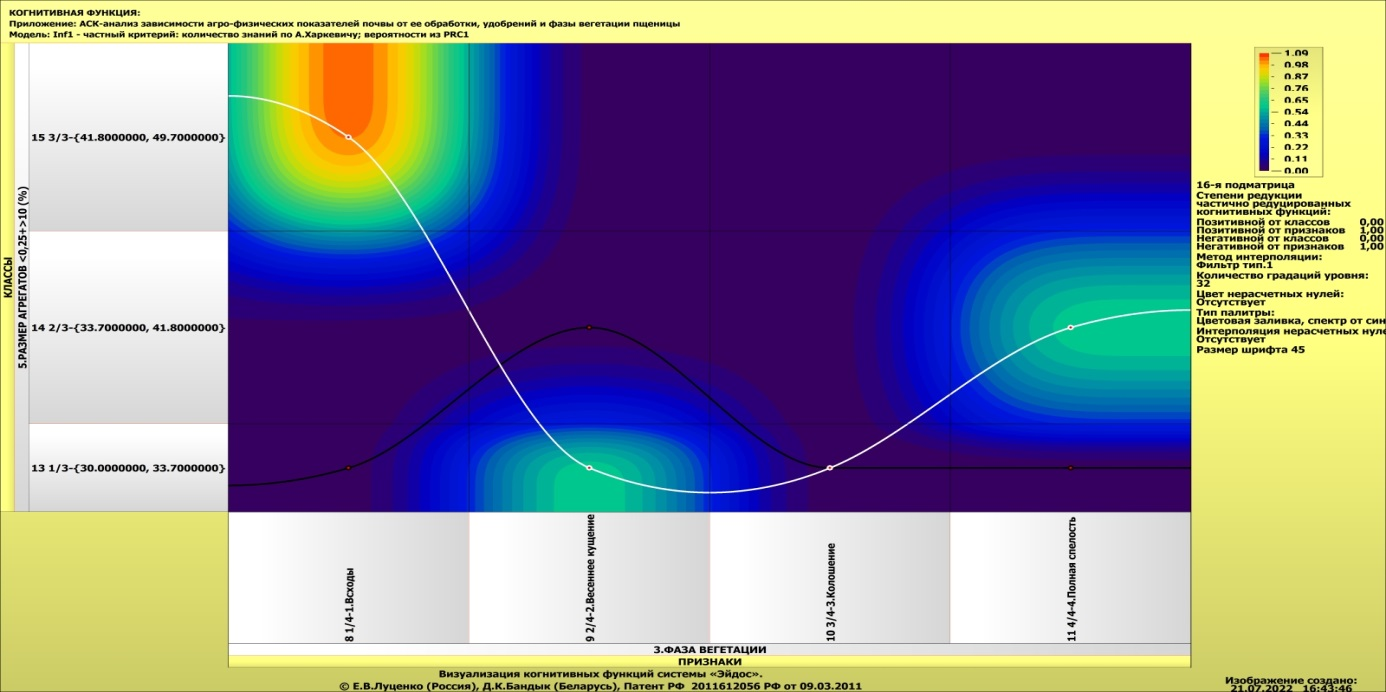 КОГНИТИВНАЯ ФУНКЦИЯ:
Приложение: АСК-анализ зависимости агро-физических показателей почвы от ее обработки, удобрений и фазы вегетации пщеницы
Модель: Inf1 - частный критерий: количество знаний по А.Харкевичу; вероятности из PRC1
КЛАССЫ
5.РАЗМЕР АГРЕГАТОВ <0,25+>10 (%)
15 3/3-{41.8000000, 49.7000000}
14 2/3-{33.7000000, 41.8000000}
13 1/3-{30.0000000, 33.7000000}
8 1/4-1.Всходы
9 2/4-2.Весеннее кущение
10 3/4-3.Колошение
11 4/4-4.Полная спелость
3.ФАЗА ВЕГЕТАЦИИ
ПРИЗНАКИ
1.09
0.98
0.87
0.76
0.65
0.54
0.44
0.33
0.22
0.11
0.00
16-я подматрица
Степени редукции
частично редуцированных
когнитивных функций:
Позитивной от классов 0,00
Позитивной от признаков 1,00
Негативной от классов 0,00
Негативной от признаков 1,00
Метод интерполяции:
Фильтр тип.1
Количество градаций уровня:
32
Цвет нерасчетных нулей:
Отсутствует
Тип палитры:
Цветовая заливка, спектр от син
Интерполяция нерасчетных нуле
Отсутствует
Размер шрифта 45
Визуализация когнитивных функций системы «Эйдос».
© Е.В.Луценко (Россия), Д.К.Бандык (Беларусь), Патент РФ 2011612056 РФ от 09.03.2011
Изображение создано:
21.07.2022 16:43:46